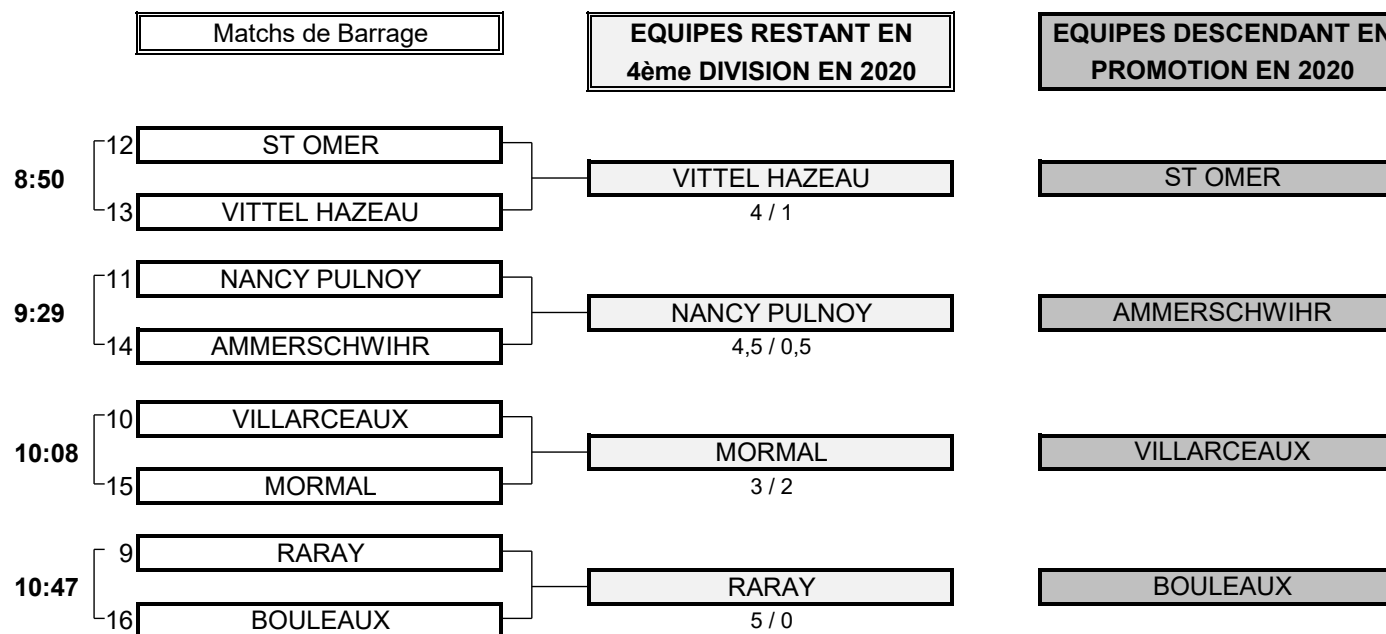 Matchs de Barrage
EQUIPES RESTANT EN
4ème DIVISION EN 2020
EQUIPES DESCENDANT EN
PROMOTION EN 2020
12 ST OMER
8:50
VITTEL HAZEAU
ST OMER
13 VITTEL HAZEAU
4 / 1
11 NANCY PULNOY
9:29
NANCY PULNOY
AMMERSCHWIHR
14 AMMERSCHWIHR
4,5 / 0,5
10 VILLARCEAUX
10:08
MORMAL
VILLARCEAUX
15 MORMAL
3 / 2
9 RARAY
10:47
RARAY
BOULEAUX
16 BOULEAUX
5 / 0